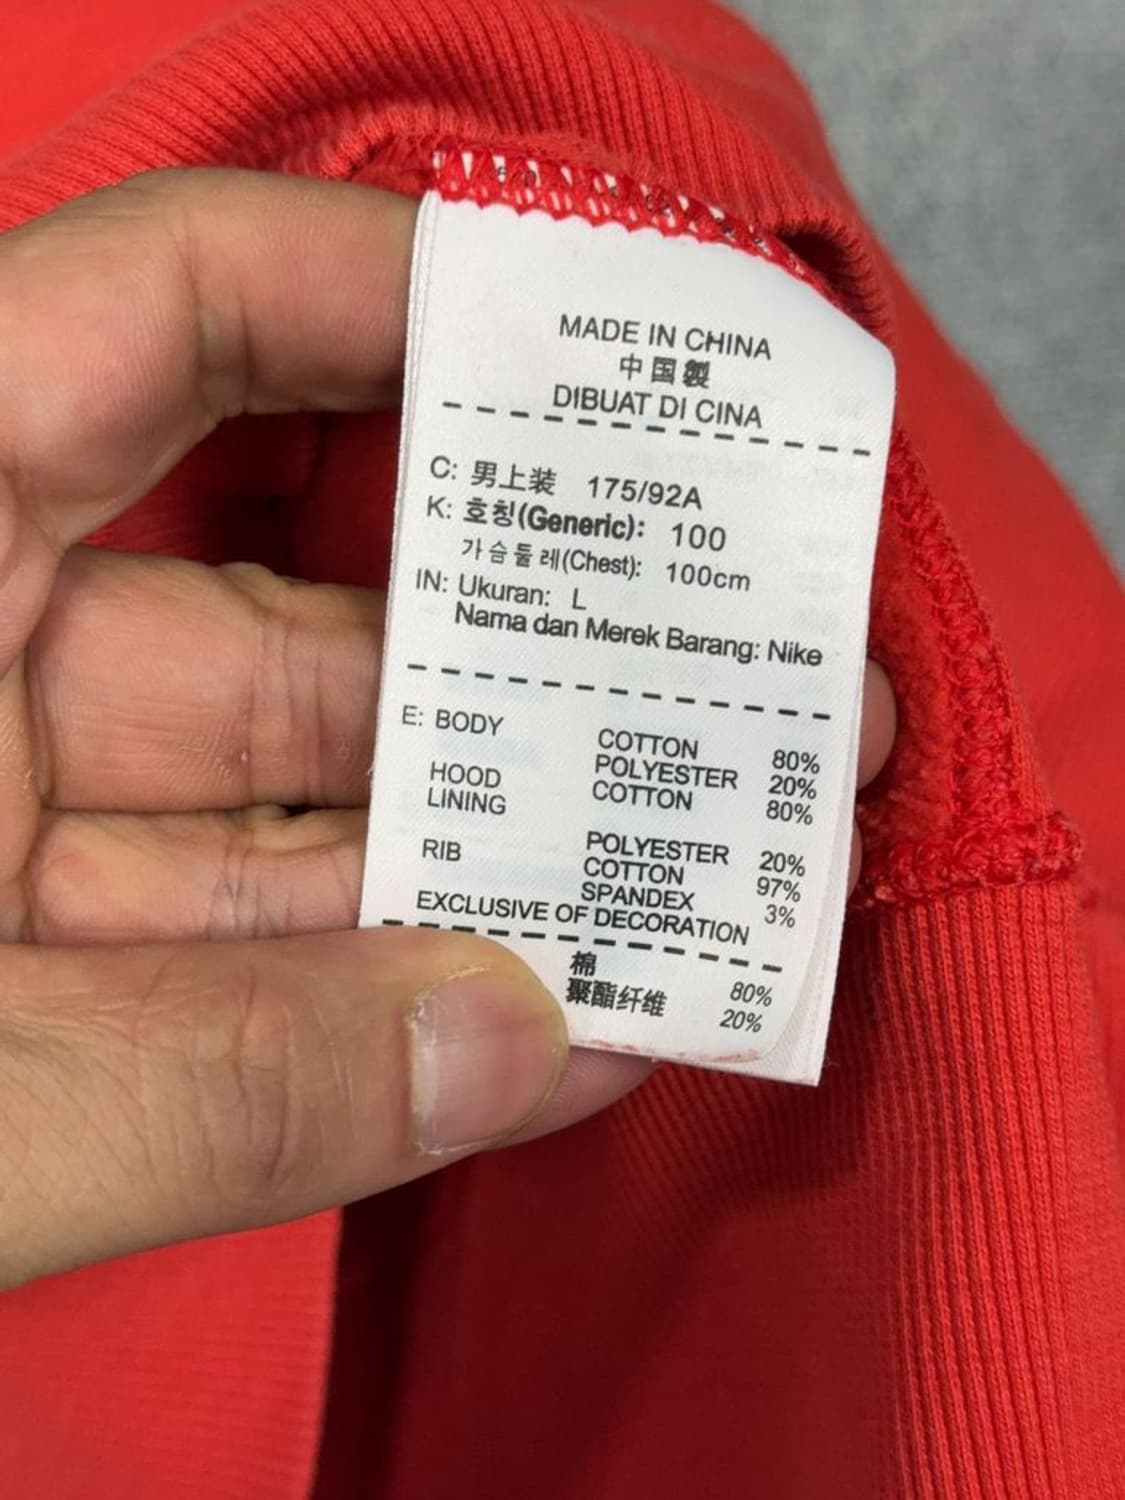 MADE IN CHINA
中国製
DIBUAT DI CINA
C: 男上装 175/92A
K: 호칭(Generic): 100
가슴둘레(Chest): 100cm
IN: Ukuran: L
Nama dan Merek Barang: Nike
E: BODY COTTON 80%
POLYESTER 20%
HOOD COTTON 80%
LINING
POLYESTER 20%
RIB COTTON 97%
SPANDEX 3%
EXCLUSIVE OF DECORATION
棉 80%
聚酯纤维 20%